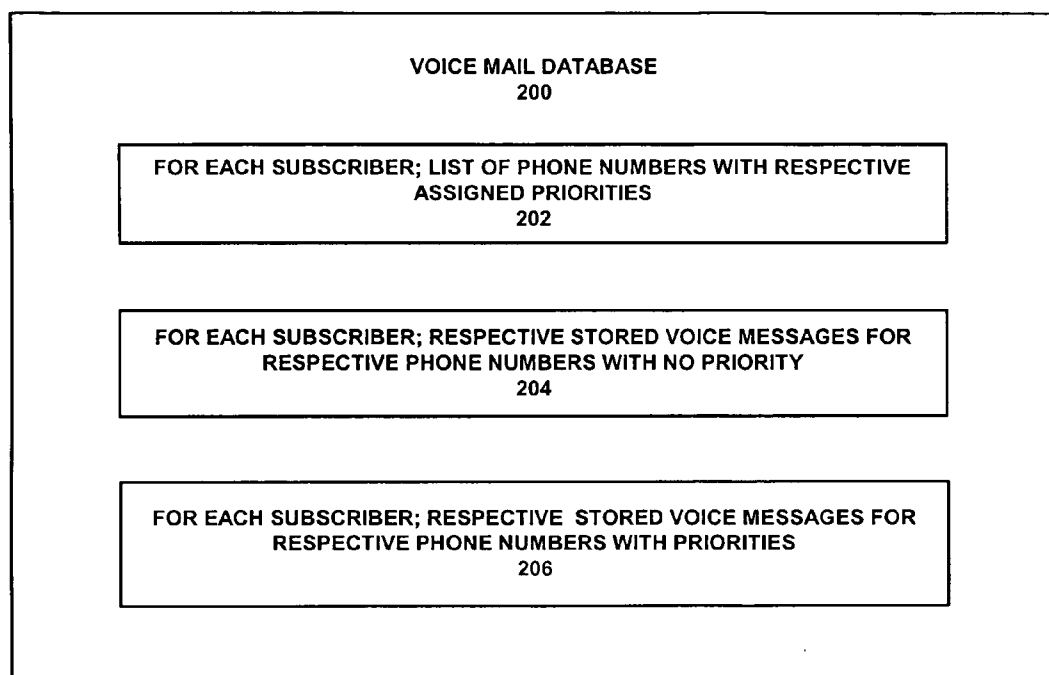 VOICE MAIL DATABASE
200
FOR EACH SUBSCRIBER; LIST OF PHONE NUMBERS WITH RESPECTIVE
ASSIGNED PRIORITIES
202
FOR EACH SUBSCRIBER; RESPECTIVE STORED VOICE MESSAGES FOR
RESPECTIVE PHONE NUMBERS WITH NO PRIORITY
204
FOR EACH SUBSCRIBER; RESPECTIVE STORED VOICE MESSAGES FOR
RESPECTIVE PHONE NUMBERS WITH PRIORITIES
206